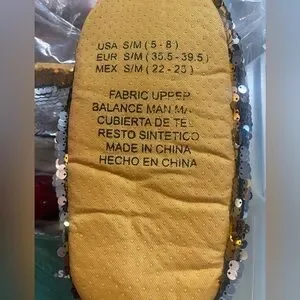 USA S/M (5 - 8)
EUR S/M (35.5 - 39.5)
MEX S/M (22 - 25)
FABRIC UPPER
BALANCE MAN MA
CUBIERTA DE TEL
RESTO SINTETICO
MADE IN CHINA
HECHO EN CHINA